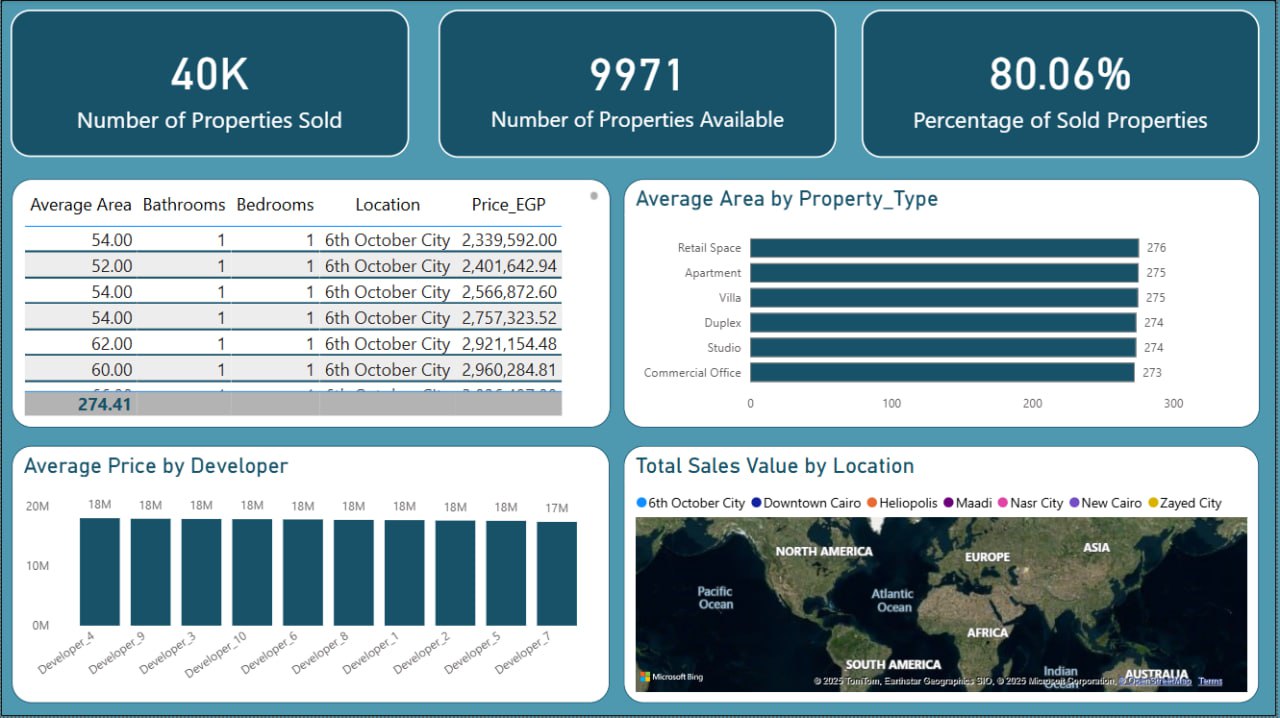 40K
Number of Properties Sold
9971
Number of Properties Available
80.06%
Percentage of Sold Properties
Average Area Bathrooms Bedrooms Location Price_EGP
54.00 1 1 6th October City 2,339,592.00
52.00 1 1 6th October City 2,401,642.94
54.00 1 1 6th October City 2,566,872.60
54.00 1 1 6th October City 2,757,323.52
62.00 1 1 6th October City 2,921,154.48
60.00 1 1 6th October City 2,960,284.81
274.41
Average Area by Property_Type
Retail Space 276
Apartment 275
Villa 275
Duplex 274
Studio 274
Commercial Office 273
0 100 200 300
Average Price by Developer
20M
10M
0M
18M 18M 18M 18M 18M 18M 18M 18M 18M 17M
Developer_4 Developer_9 Developer_3 Developer_10 Developer_6 Developer_8 Developer_1 Developer_2 Developer_5 Developer_7
Total Sales Value by Location
6th October City Downtown Cairo Heliopolis Maadi Nasr City New Cairo Zayed City
NORTH AMERICA
EUROPE
ASIA
Pacific
Ocean
Atlantic
Ocean
AFRICA
SOUTH AMERICA
Indian
Ocean
AUSTRALIA
Microsoft Bing
© 2025 TomTom, Earthstar Geographics SIO, © 2025 Microsoft Corporation, © OpenStreetMap Terms